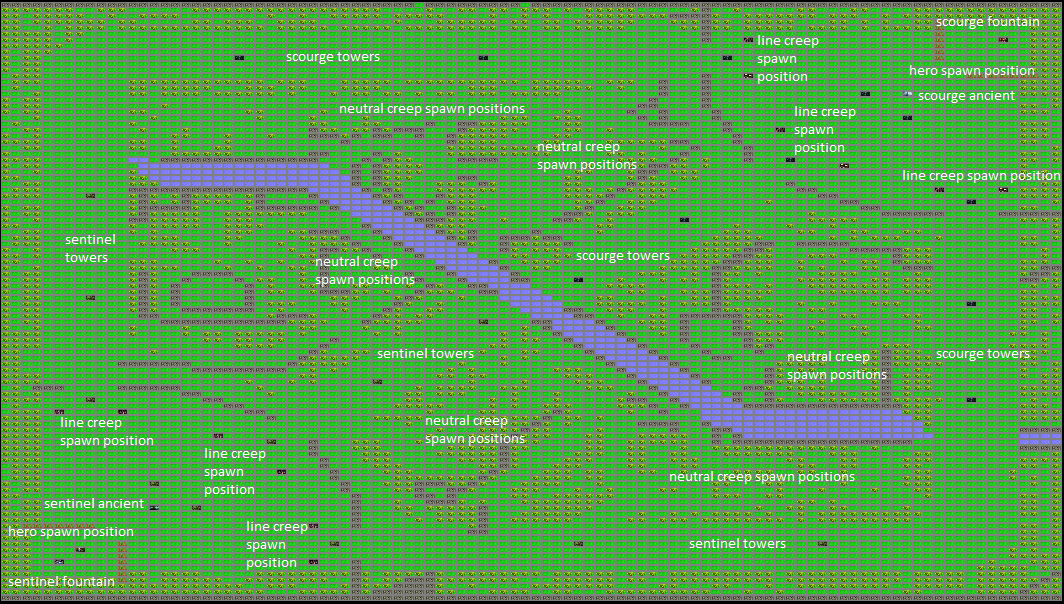 scourge fountain
line creep
spawn
position
scourge towers
hero spawn position
scourge ancient
neutral creep spawn positions
line creep
spawn
position
neutral creep
spawn positions
line creep spawn position
sentinel
towers
neutral creep
spawn positions
scourge towers
sentinel towers
neutral creep
spawn positions
scourge towers
line creep
spawn position
neutral creep
spawn positions
line creep
spawn
position
neutral creep spawn positions
sentinel ancient
hero spawn position
line creep
spawn
position
sentinel towers
sentinel fountain